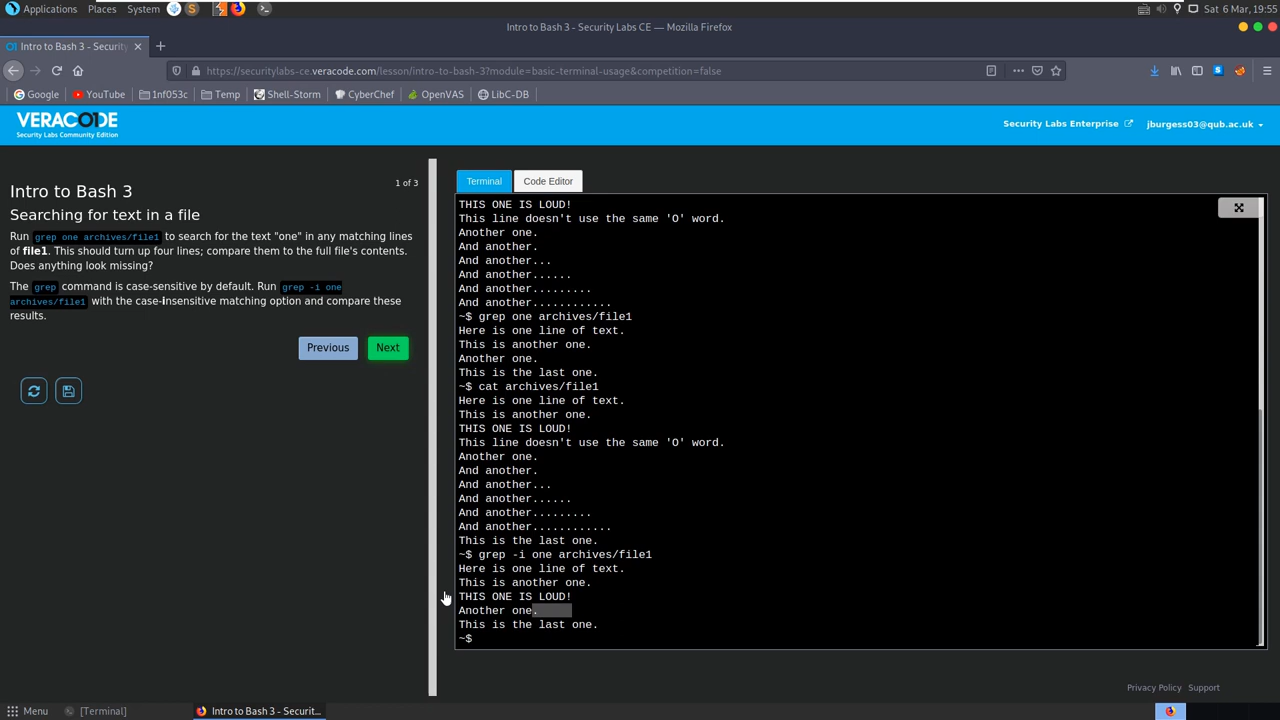 Applications Places System Sat 6 Mar, 19:55
Intro to Bash 3 - Security Labs CE — Mozilla Firefox
Intro to Bash 3 - Security
https://securitylabs-ce.veracode.com/lesson/intro-to-bash-3?module=basic-terminal-usage&competition=false
Google YouTube 1nf053c Temp Shell-Storm CyberChef OpenVAS LibC-DB
VERACODE
Security Labs Community Edition
Security Labs Enterprise jburgess03@qub.ac.uk
Intro to Bash 3
1 of 3
Searching for text in a file
Run grep one archives/file1 to search for the text "one" in any matching lines
of file1. This should turn up four lines; compare them to the full file's contents.
Does anything look missing?
The grep command is case-sensitive by default. Run grep -i one
archives/file1 with the case-insensitive matching option and compare these
results.
Previous Next
Terminal Code Editor
THIS ONE IS LOUD!
This line doesn't use the same 'O' word.
Another one.
And another.
And another...
And another......
And another.........
And another............
~$ grep one archives/file1
Here is one line of text.
This is another one.
Another one.
This is the last one.
~$ cat archives/file1
Here is one line of text.
This is another one.
THIS ONE IS LOUD!
This line doesn't use the same 'O' word.
Another one.
And another.
And another...
And another......
And another.........
And another............
This is the last one.
~$ grep -i one archives/file1
Here is one line of text.
This is another one.
THIS ONE IS LOUD!
Another one.
This is the last one.
~$
Privacy Policy Support
Menu [Terminal] Intro to Bash 3 - Securit...